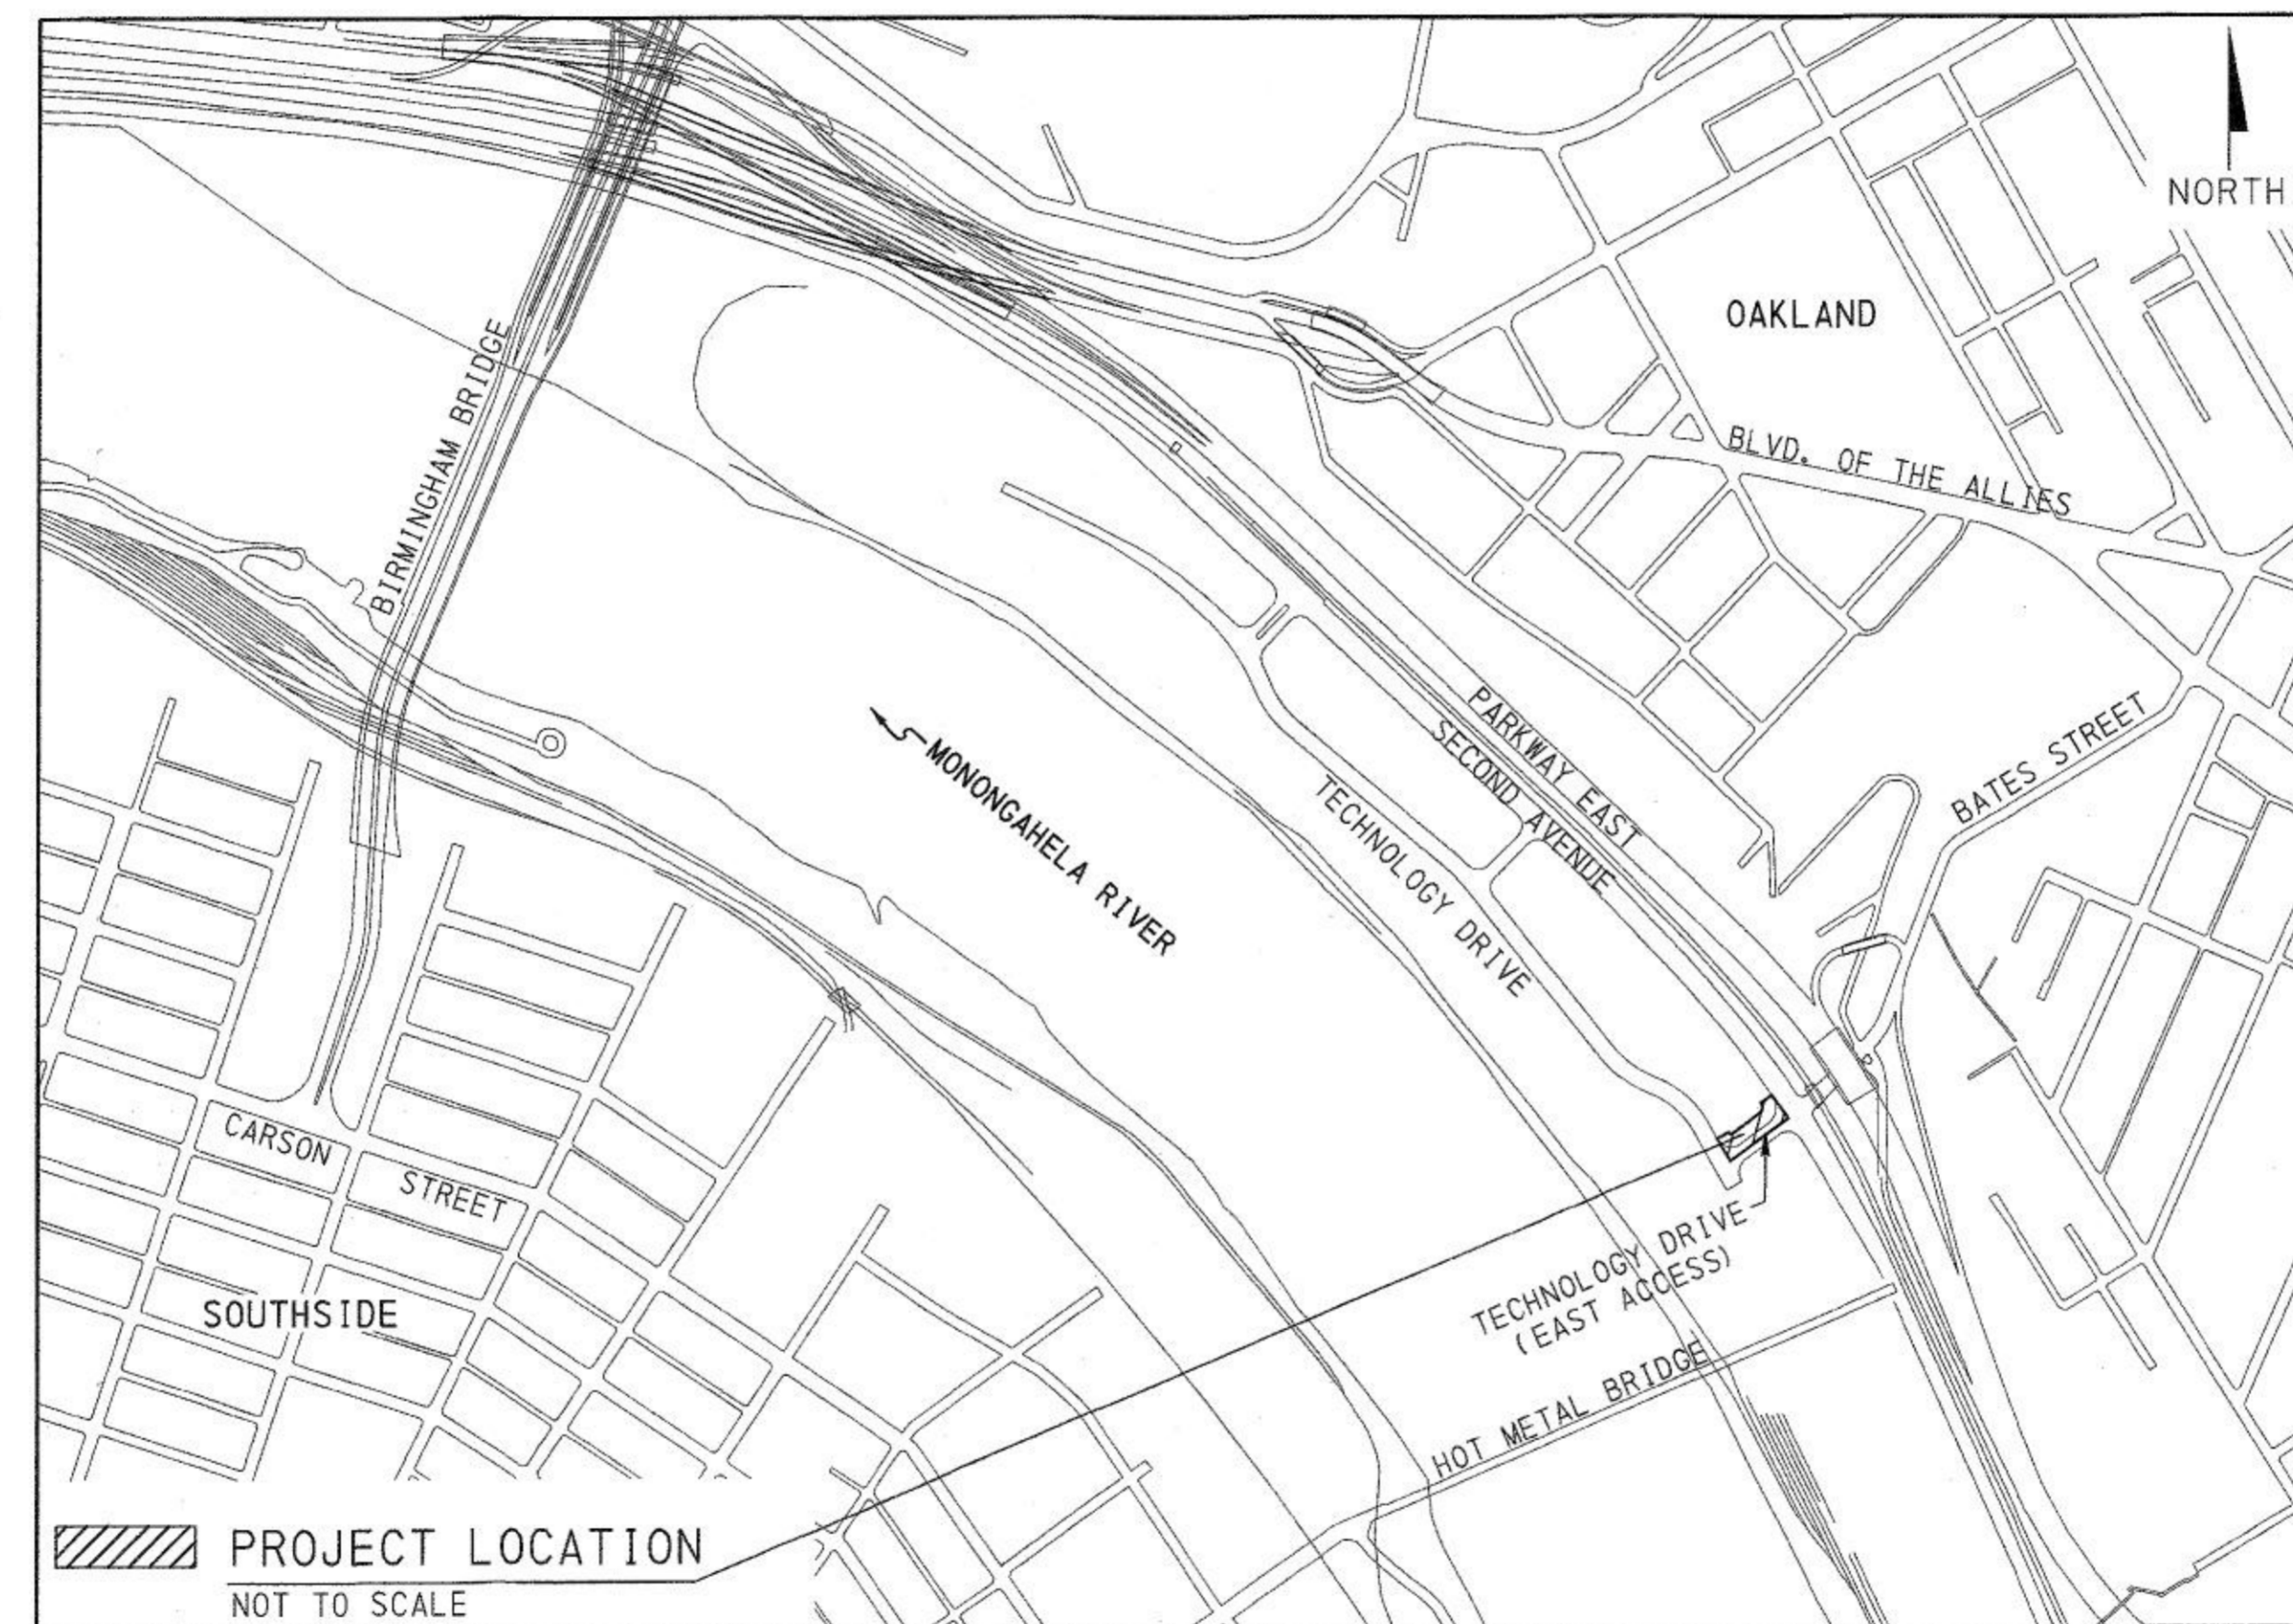 NORTH
OAKLAND
BLVD. OF THE ALLIES
BIRMINGHAM BRIDGE
PARKWAY EAST
SECOND AVENUE
BATES STREET
MONONGAHELA RIVER
TECHNOLOGY DRIVE
CARSON STREET
TECHNOLOGY DRIVE
(EAST ACCESS)
SOUTHSIDE
HOT METAL BRIDGE
PROJECT LOCATION
NOT TO SCALE